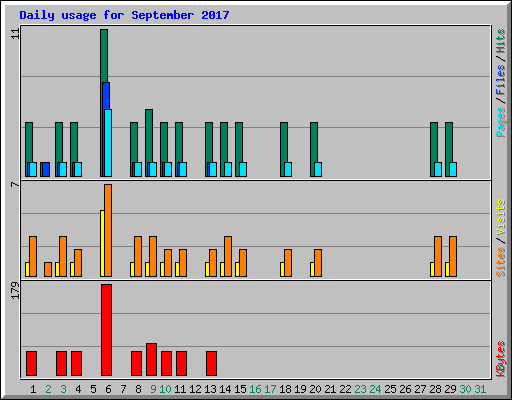 Daily usage for September 2017
11
Pages / Files / Hits
7
Sites / Visits
179
KBytes
1 2 3 4 5 6 7 8 9 10 11 12 13 14 15 16 17 18 19 20 21 22 23 24 25 26 27 28 29 30 31